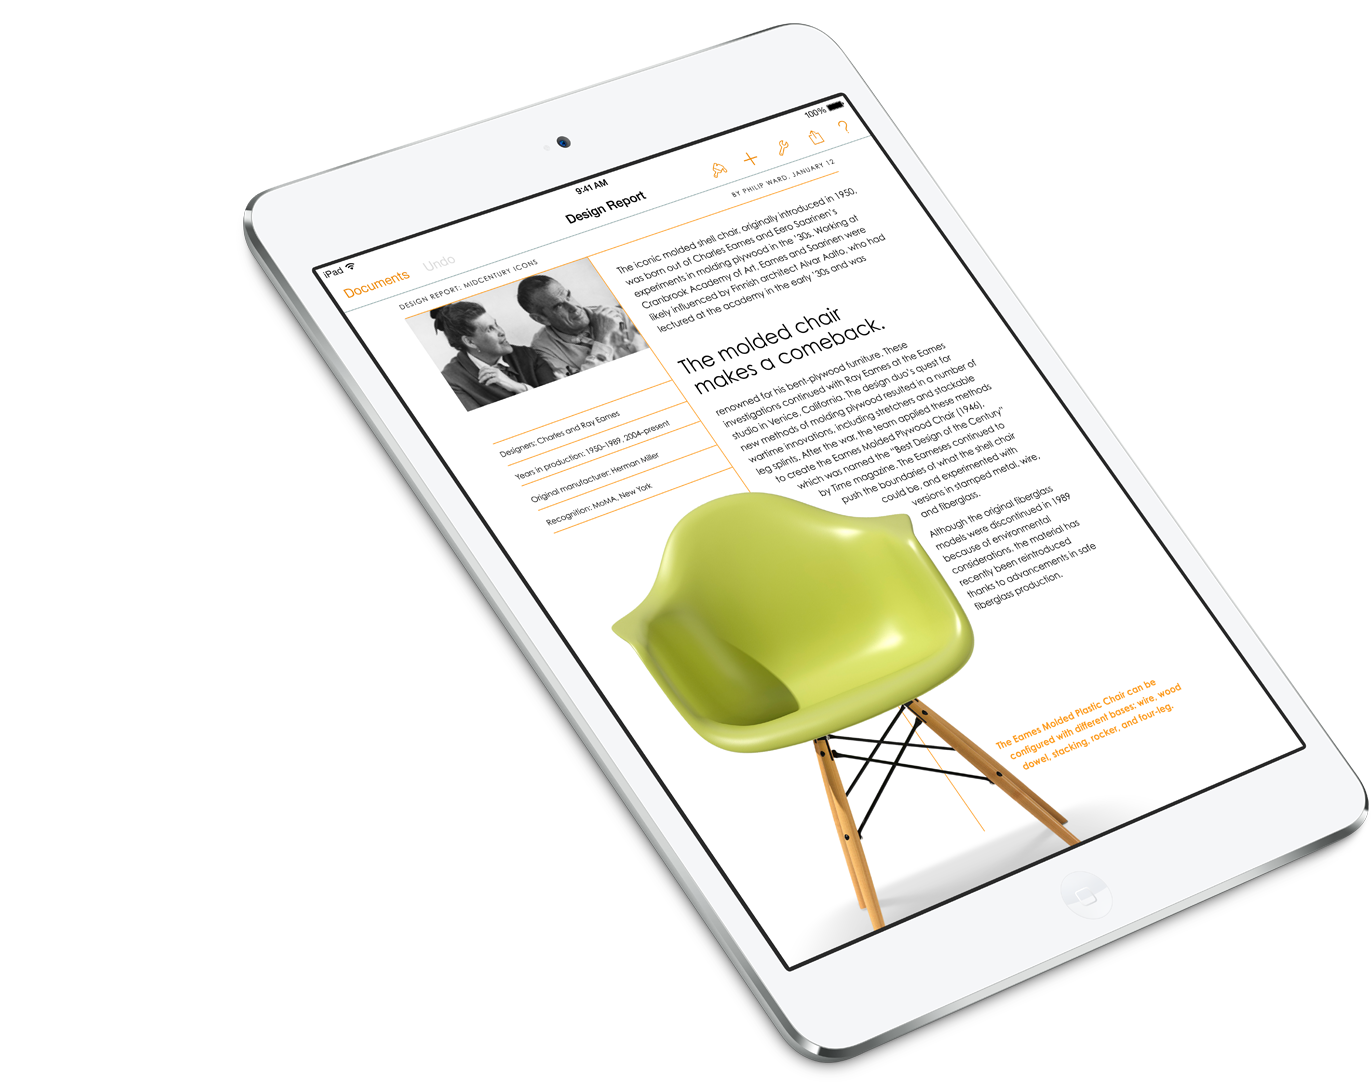 iPad
9:41 AM
100%
Documents
Undo
Design Report
DESIGN REPORT: MIDCENTURY ICONS
BY PHILIP WARD, JANUARY 12
Designers: Charles and Ray Eames
Years in production: 1950–1989, 2004–present
Original manufacturer: Herman Miller
Recognition: MoMA, New York
The iconic molded shell chair, originally introduced in 1950,
was born out of Charles Eames and Eero Saarinen's
experiments in molding plywood in the '30s. Working at
Cranbrook Academy of Art, Eames and Saarinen were
likely influenced by Finnish architect Alvar Aalto, who had
lectured at the academy in the early '30s and was
The molded chair
makes a comeback.
renowned for his bent-plywood furniture. These
investigations continued with Ray Eames at the Eames
studio in Venice, California. The design duo's quest for
new methods of molding plywood resulted in a number of
wartime innovations, including stretchers and stackable
leg splints. After the war, the team applied these methods
to create the Eames Molded Plywood Chair (1946),
which was named the "Best Design of the Century"
by Time magazine. The Eameses continued to
push the boundaries of what the shell chair
could be, and experimented with
versions in stamped metal, wire,
and fiberglass.
Although the original fiberglass
models were discontinued in 1989
because of environmental
considerations, the material has
recently been reintroduced
thanks to advancements in safe
fiberglass production.
The Eames Molded Plastic Chair can be
configured with different bases: wire, wood
dowel, stacking, rocker, and four-leg.